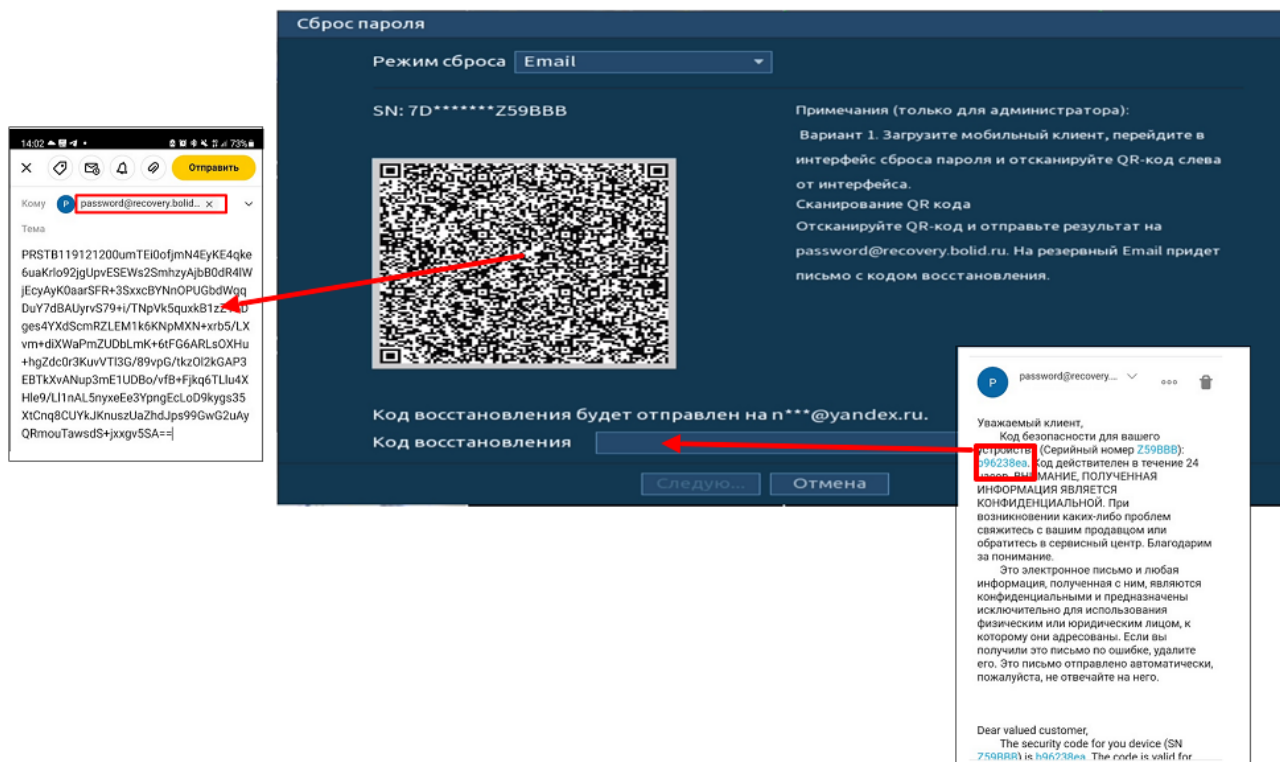 Сброс пароля
Режим сброса Email
SN: 7D*******Z59BBB
Примечания (только для администратора):
Вариант 1. Загрузите мобильный клиент, перейдите в
интерфейс сброса пароля и отсканируйте QR-код слева
от интерфейса.
Сканирование QR кода
Отсканируйте QR-код и отправьте результат на
password@recovery.bolid.ru. На резервный Email придет
письмо с кодом восстановления.
Код восстановления будет отправлен на n***@yandex.ru.
Код восстановления
Следую... Отмена
14:02 73%
Отправить
Кому P password@recovery.bolid...
Тема
PRSTB119121200umTEi0ofjmN4EyKE4qke
6uaKrlo92jgUpvESEWs2SmhzyAjbB0dR4lW
jEcyAyK0aarSFR+3SxxcBYNnOPUGbdWgq
DuY7dBAUyrvS79+i/TNpVk5quxkB1zZ
ges4YXdScmRZLEM1k6KNpMXN+xrb5/LX
vm+diXWaPmZUDbLmK+6tFG6ARLsOXHu
+hgZdc0r3KuvVTl3G/89vpG/tkzOl2kGAP3
EBTkXvANup3mE1UDBo/vfB+Fjkq6TLlu4X
Hle9/Ll1nAL5nyxeEe3YpngEcLoD9kygs35
XtCnq8CUYkJKnuszUaZhdJps99GwG2uAy
QRmouTawsdS+jxxgv5SA==
P password@recovery....
Уважаемый клиент,
Код безопасности для вашего
устройства (Серийный номер Z59BBB):
b96238ea. Код действителен в течение 24
часов. ВНИМАНИЕ, ПОЛУЧЕННАЯ
ИНФОРМАЦИЯ ЯВЛЯЕТСЯ
КОНФИДЕНЦИАЛЬНОЙ. При
возникновении каких-либо проблем
свяжитесь с вашим продавцом или
обратитесь в сервисный центр. Благодарим
за понимание.
Это электронное письмо и любая
информация, полученная с ним, являются
конфиденциальными и предназначены
исключительно для использования
физическим или юридическим лицом, к
которому они адресованы. Если вы
получили это письмо по ошибке, удалите
его. Это письмо отправлено автоматически,
пожалуйста, не отвечайте на него.
Dear valued customer,
The security code for you device (SN
Z59BBB) is b96238ea. The code is valid for